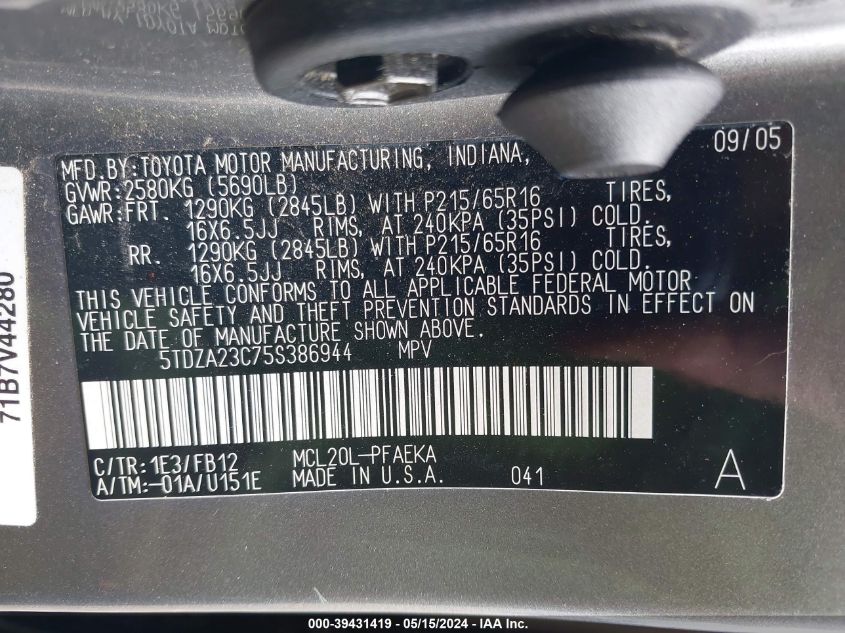 09/05
MFD. BY: TOYOTA MOTOR MANUFACTURING, INDIANA,
GVWR: 2580KG (5690LB)
GAWR: FRT. 1290KG (2845LB) WITH P215/65R16 TIRES,
16X6.5JJ RIMS, AT 240KPA (35PSI) COLD.
RR. 1290KG (2845LB) WITH P215/65R16 TIRES,
16X6.5JJ RIMS, AT 240KPA (35PSI) COLD.
THIS VEHICLE CONFORMS TO ALL APPLICABLE FEDERAL MOTOR
VEHICLE SAFETY AND THEFT PREVENTION STANDARDS IN EFFECT ON
THE DATE OF MANUFACTURE SHOWN ABOVE.
5TDZA23C75S386944 MPV
C/TR: 1E3/FB12 MCL20L-PFAEKA
A/TM: -01A/U151E MADE IN U.S.A. 041 A
71B7V44280
000-39431419 - 05/15/2024 - IAA Inc.